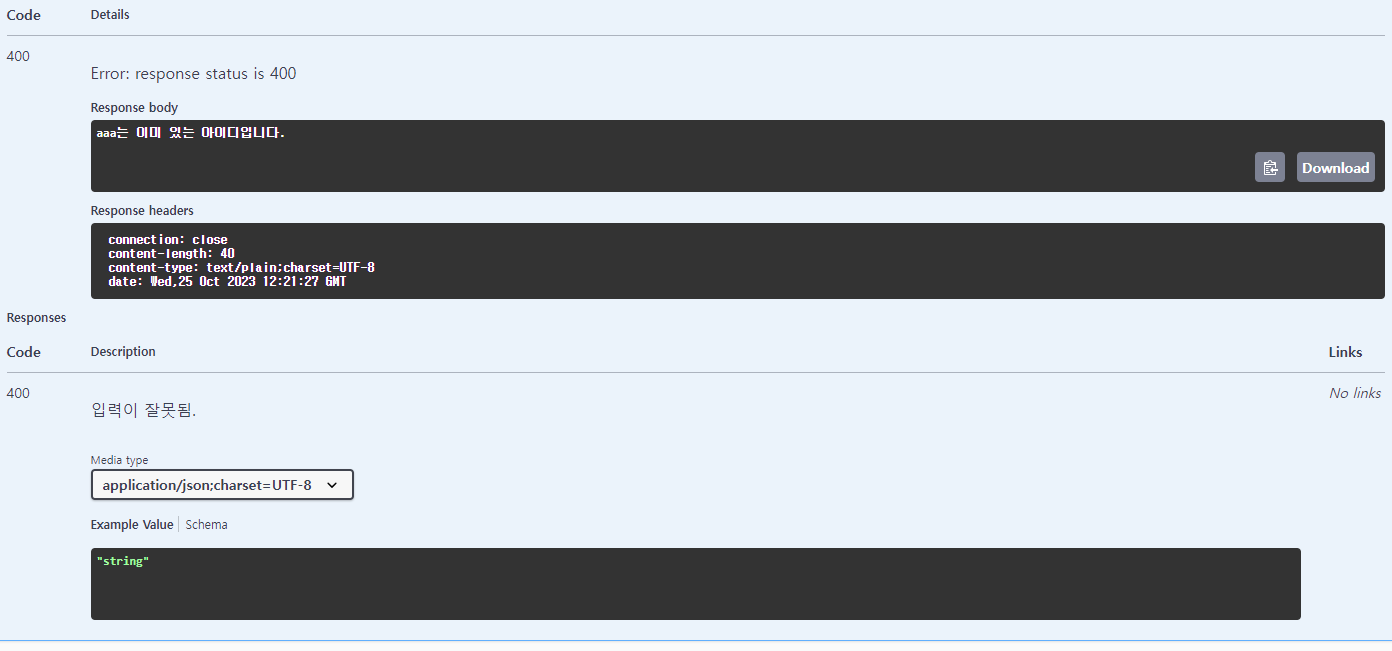 Code Details
400
Error: response status is 400
Response body
aaa는 이미 있는 아이디입니다.
Download
Response headers
connection: close
content-length: 40
content-type: text/plain;charset=UTF-8
date: Wed,25 Oct 2023 12:21:27 GMT
Responses
Code Description Links
400 No links
입력이 잘못됨.
Media type
application/json;charset=UTF-8
Example Value Schema
"string"